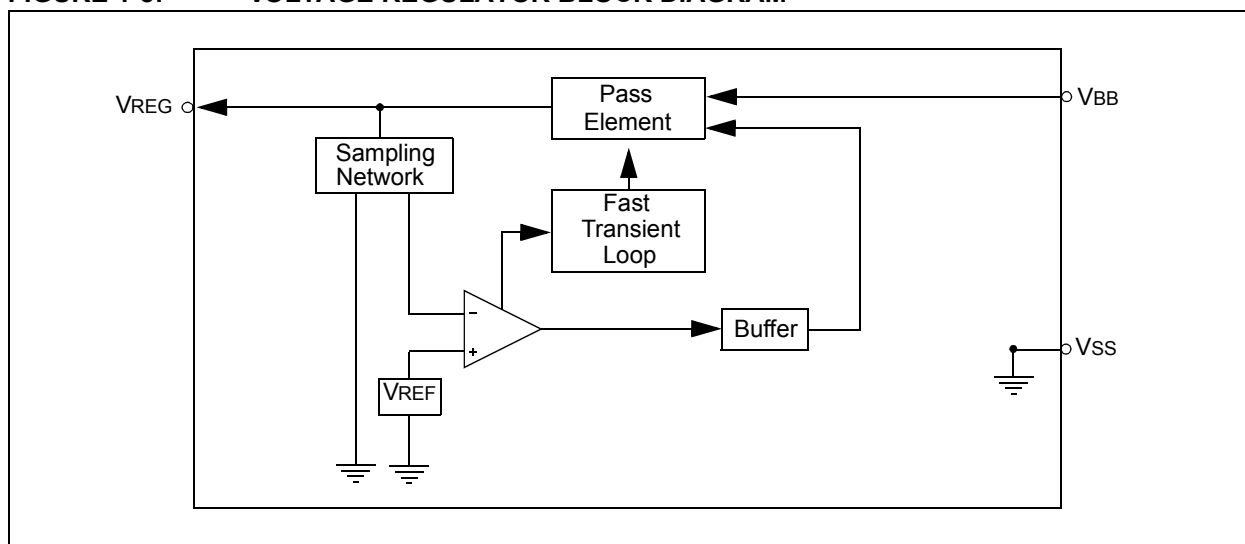 VOLTAGE REGULATOR BLOCK DIAGRAM
Pass
Element
VREG
VBB
Sampling
Network
Fast
Transient
Loop
-
+
Buffer
VSS
VREF